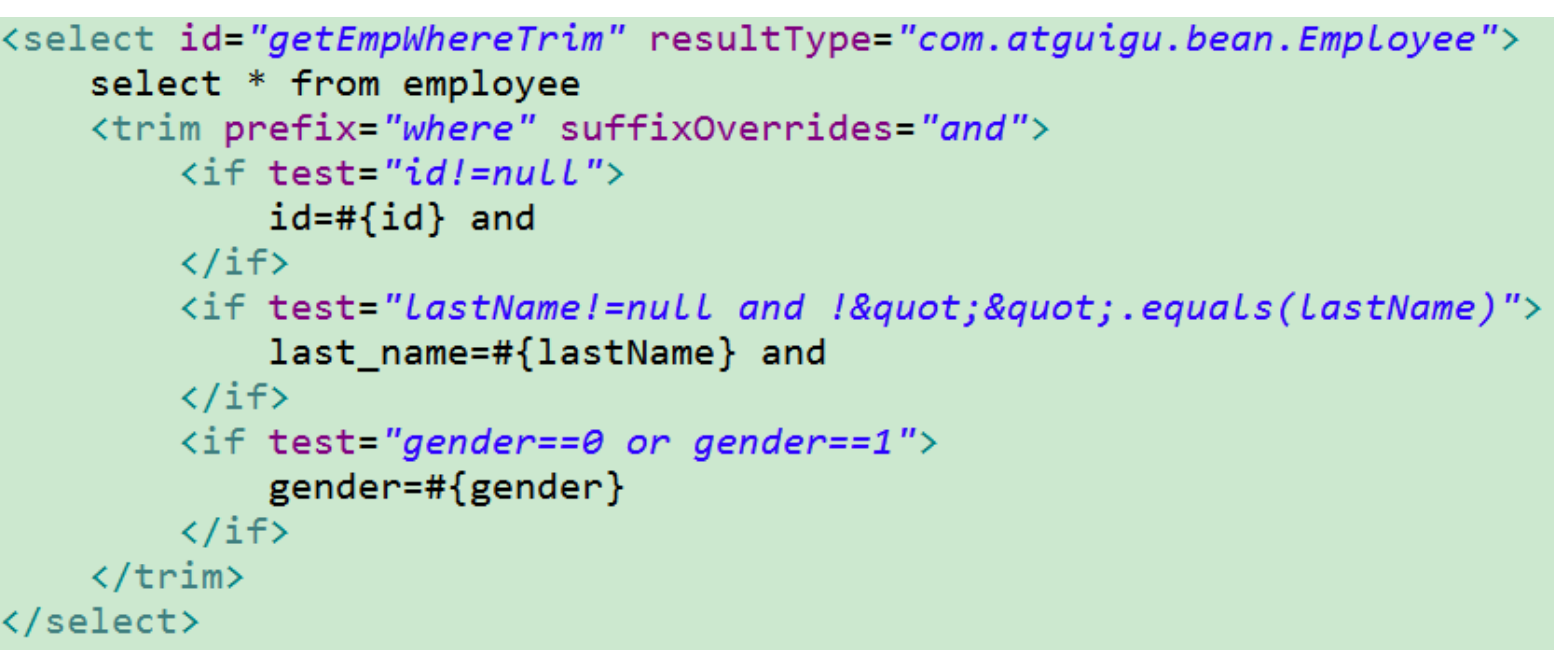 <select id="getEmpWhereTrim" resultType="com.atguigu.bean.Employee">
    select * from employee
    <trim prefix="where" suffixOverrides="and">
        <if test="id!=null">
            id=#{id} and
        </if>
        <if test="lastName!=null and !&quot;&quot;.equals(lastName)">
            last_name=#{lastName} and
        </if>
        <if test="gender==0 or gender==1">
            gender=#{gender}
        </if>
    </trim>
</select>